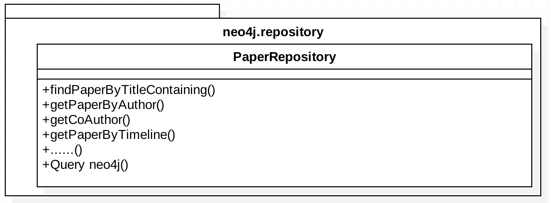 neo4j.repository
PaperRepository
+findPaperByTitleContaining()
+getPaperByAuthor()
+getCoAuthor()
+getPaperByTimeline()
+......()
+Query neo4j()